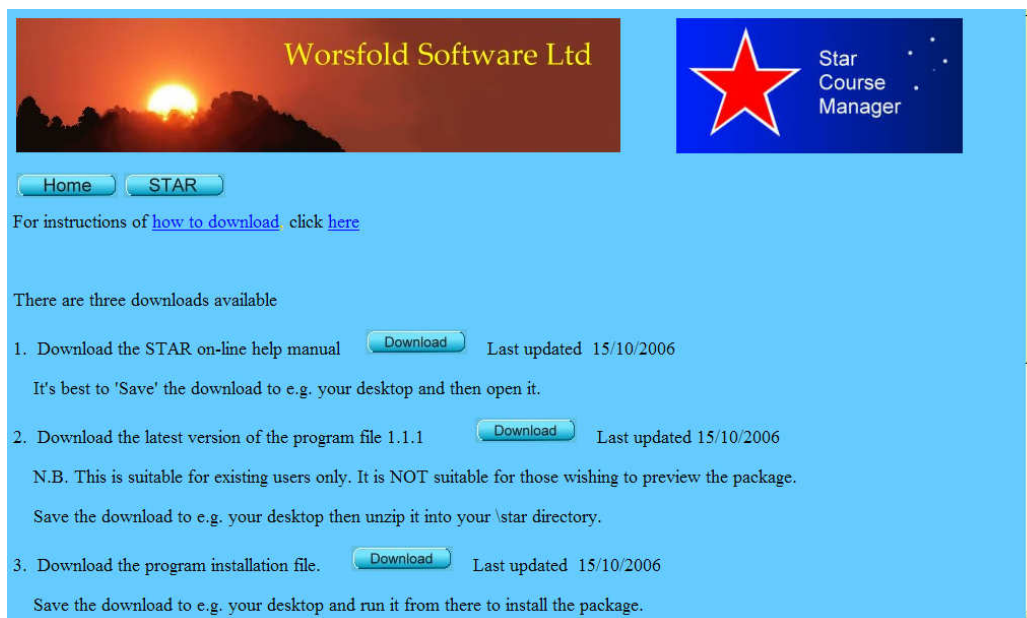 Worsfold Software Ltd
Star
Course
Manager
Home STAR
For instructions of how to download, click here
There are three downloads available
1. Download the STAR on-line help manual Download Last updated 15/10/2006
It's best to 'Save' the download to e.g. your desktop and then open it.
2. Download the latest version of the program file 1.1.1 Download Last updated 15/10/2006
N.B. This is suitable for existing users only. It is NOT suitable for those wishing to preview the package.
Save the download to e.g. your desktop then unzip it into your \star directory.
3. Download the program installation file. Download Last updated 15/10/2006
Save the download to e.g. your desktop and run it from there to install the package.